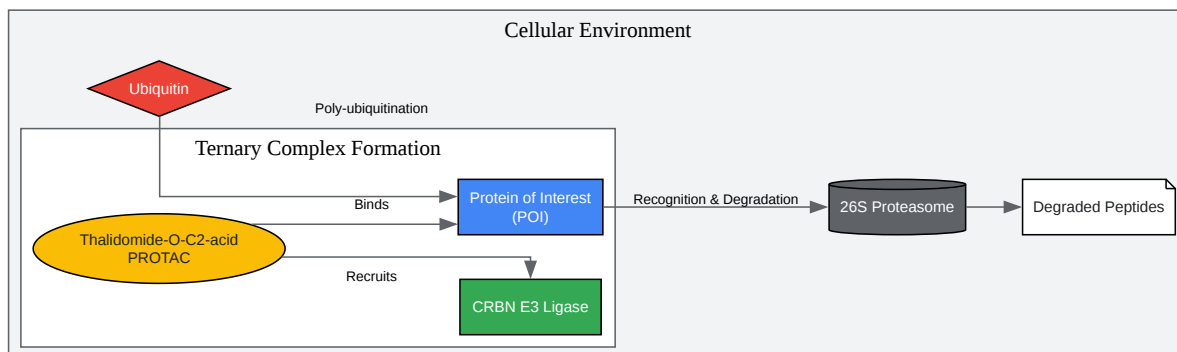 Cellular Environment
Ubiquitin
Poly-ubiquitination
Ternary Complex Formation
Protein of Interest
(POI)
Binds
Recognition & Degradation
26S Proteasome
Degraded Peptides
Thalidomide-O-C2-acid
PROTAC
Recruits
CRBN E3 Ligase